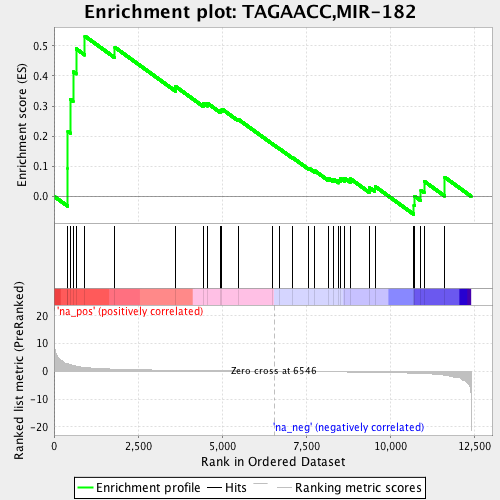 Enrichment plot: TAGAACC,MIR-182
Enrichment score (ES)
0.5
0.4
0.3
0.2
0.1
0.0
'na_pos' (positively correlated)
Ranked list metric (PreRanked)
20
10
0
-10
-20
Zero cross at 6546
'na_neg' (negatively correlated)
0
2,500
5,000
7,500
10,000
12,500
Rank in Ordered Dataset
Enrichment profile
Hits
Ranking metric scores